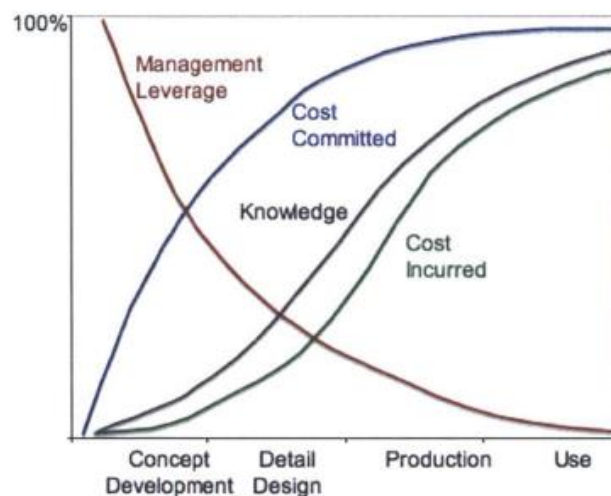 100%
Management
Leverage
Cost
Committed
Knowledge
Cost
Incurred
Concept
Development
Detail
Design
Production
Use